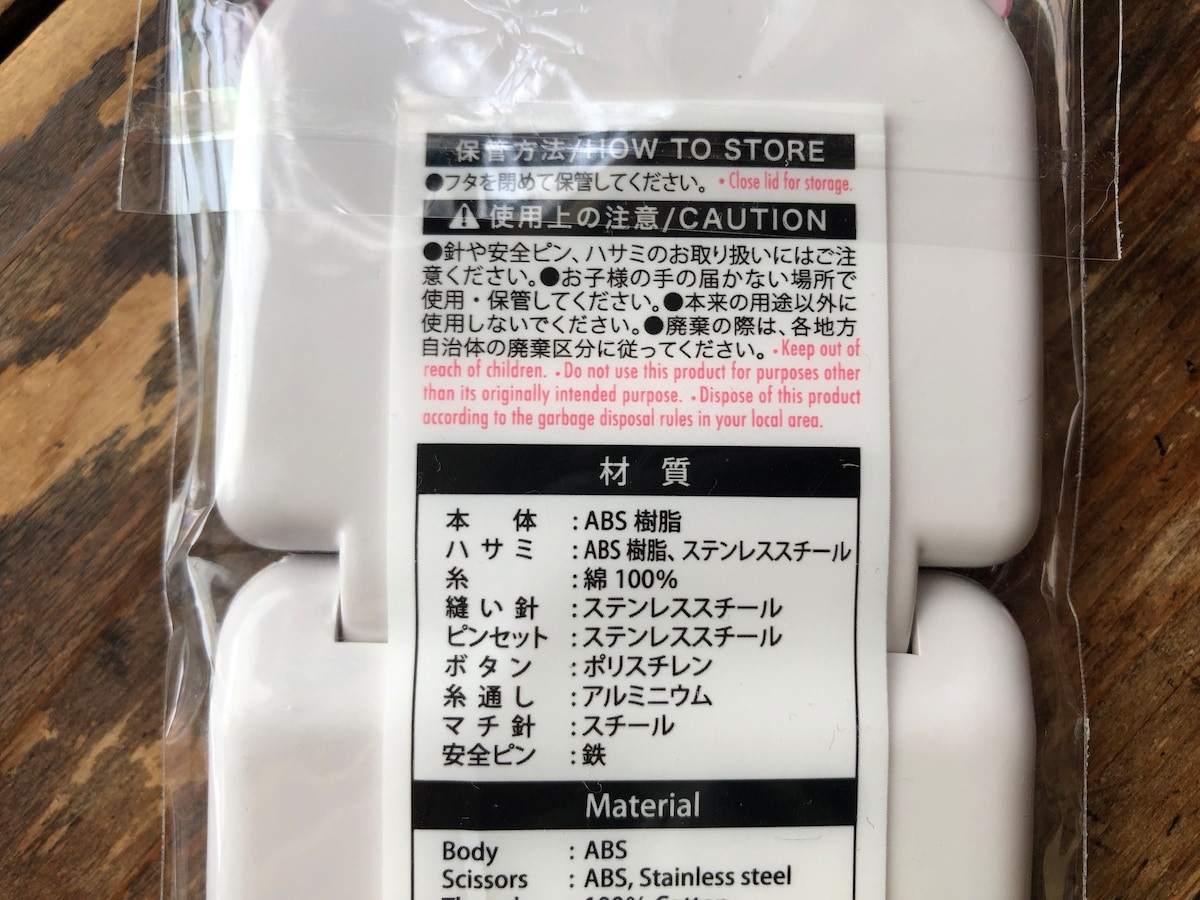 保管方法/HOW TO STORE
●フタを閉めて保管してください。 • Close lid for storage.
⚠使用上の注意/CAUTION
●針や安全ピン、ハサミのお取り扱いにはご注
意ください。●お子様の手の届かない場所で
使用・保管してください。●本来の用途以外に
使用しないでください。●廃棄の際は、各地方
自治体の廃棄区分に従ってください。 • Keep out of
reach of children. • Do not use this product for purposes other
than its originally intended purpose. • Dispose of this product
according to the garbage disposal rules in your local area.
材質
本体 : ABS 樹脂
ハサミ : ABS 樹脂、ステンレススチール
糸 : 綿 100%
縫い針 : ステンレススチール
ピンセット : ステンレススチール
ボタン : ポリスチレン
糸通し : アルミニウム
マチ針 : スチール
安全ピン : 鉄
Material
Body : ABS
Scissors : ABS, Stainless steel
100% Cotton